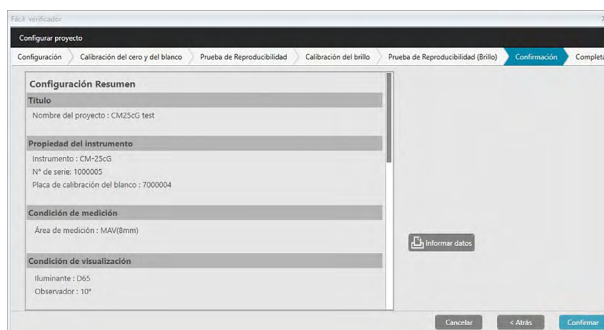 Fácil verificador
Configurar proyecto
Configuración
Calibración del cero y del blanco
Prueba de Reproducibilidad
Calibración del brillo
Prueba de Reproducibilidad (Brillo)
Confirmación
Completa
Configuración Resumen
Título
Nombre del proyecto : CM25cG test
Propiedad del instrumento
Instrumento : CM-25cG
Nº de serie: 1000005
Placa de calibración del blanco : 7000004
Condición de medición
Área de medición : MAV(8mm)
Informar datos
Condición de visualización
Iluminante : D65
Observador : 10°
Cancelar
< Atrás
Confirmar